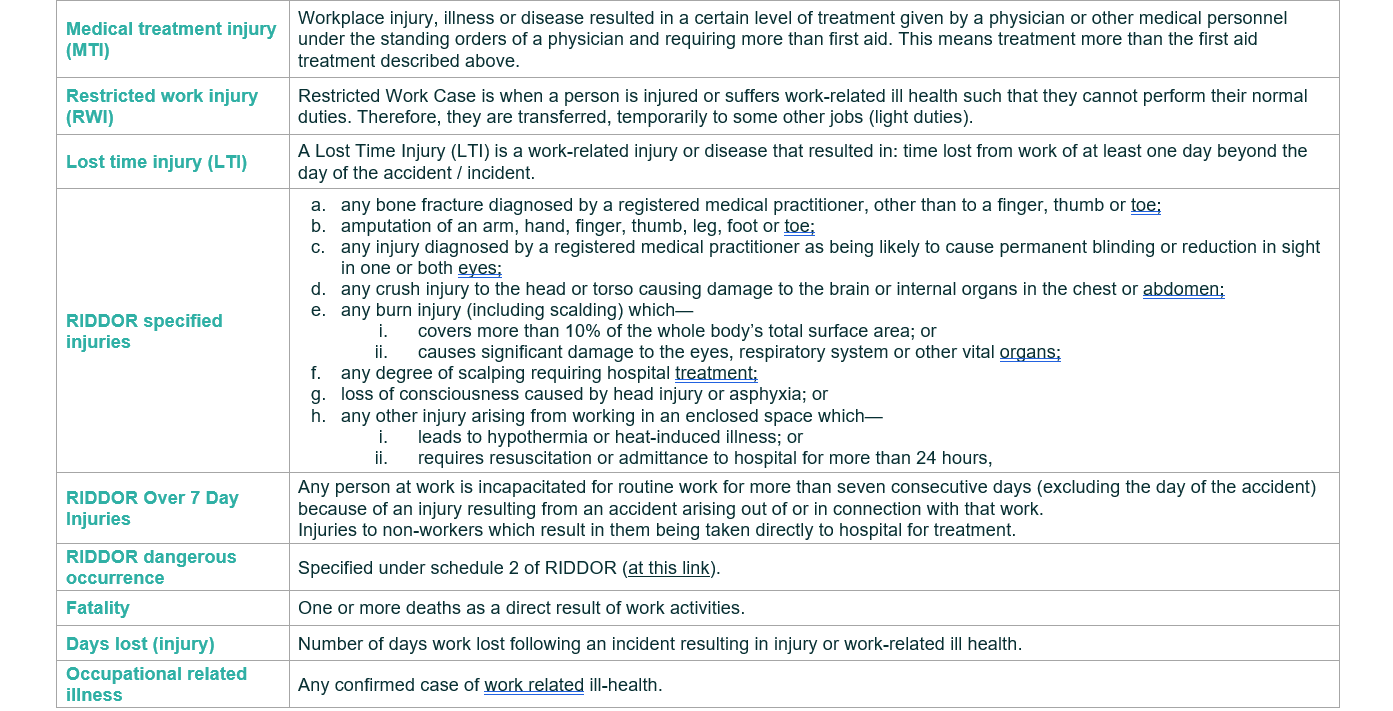 Medical treatment injury
(MTI)
Workplace injury, illness or disease resulted in a certain level of treatment given by a physician or other medical personnel
under the standing orders of a physician and requiring more than first aid. This means treatment more than the first aid
treatment described above.
Restricted work injury
(RWI)
Restricted Work Case is when a person is injured or suffers work-related ill health such that they cannot perform their normal
duties. Therefore, they are transferred, temporarily to some other jobs (light duties).
Lost time injury (LTI)
A Lost Time Injury (LTI) is a work-related injury or disease that resulted in: time lost from work of at least one day beyond the
day of the accident / incident.
RIDDOR specified
injuries
a. any bone fracture diagnosed by a registered medical practitioner, other than to a finger, thumb or toe;
b. amputation of an arm, hand, finger, thumb, leg, foot or toe;
c. any injury diagnosed by a registered medical practitioner as being likely to cause permanent blinding or reduction in sight
in one or both eyes;
d. any crush injury to the head or torso causing damage to the brain or internal organs in the chest or abdomen;
e. any burn injury (including scalding) which—
i. covers more than 10% of the whole body's total surface area; or
ii. causes significant damage to the eyes, respiratory system or other vital organs;
f. any degree of scalping requiring hospital treatment;
g. loss of consciousness caused by head injury or asphyxia; or
h. any other injury arising from working in an enclosed space which—
i. leads to hypothermia or heat-induced illness; or
ii. requires resuscitation or admittance to hospital for more than 24 hours,
RIDDOR Over 7 Day
Injuries
Any person at work is incapacitated for routine work for more than seven consecutive days (excluding the day of the accident)
because of an injury resulting from an accident arising out of or in connection with that work.
Injuries to non-workers which result in them being taken directly to hospital for treatment.
RIDDOR dangerous
occurrence
Specified under schedule 2 of RIDDOR (at this link).
Fatality
One or more deaths as a direct result of work activities.
Days lost (injury)
Number of days work lost following an incident resulting in injury or work-related ill health.
Occupational related
illness
Any confirmed case of work related ill-health.